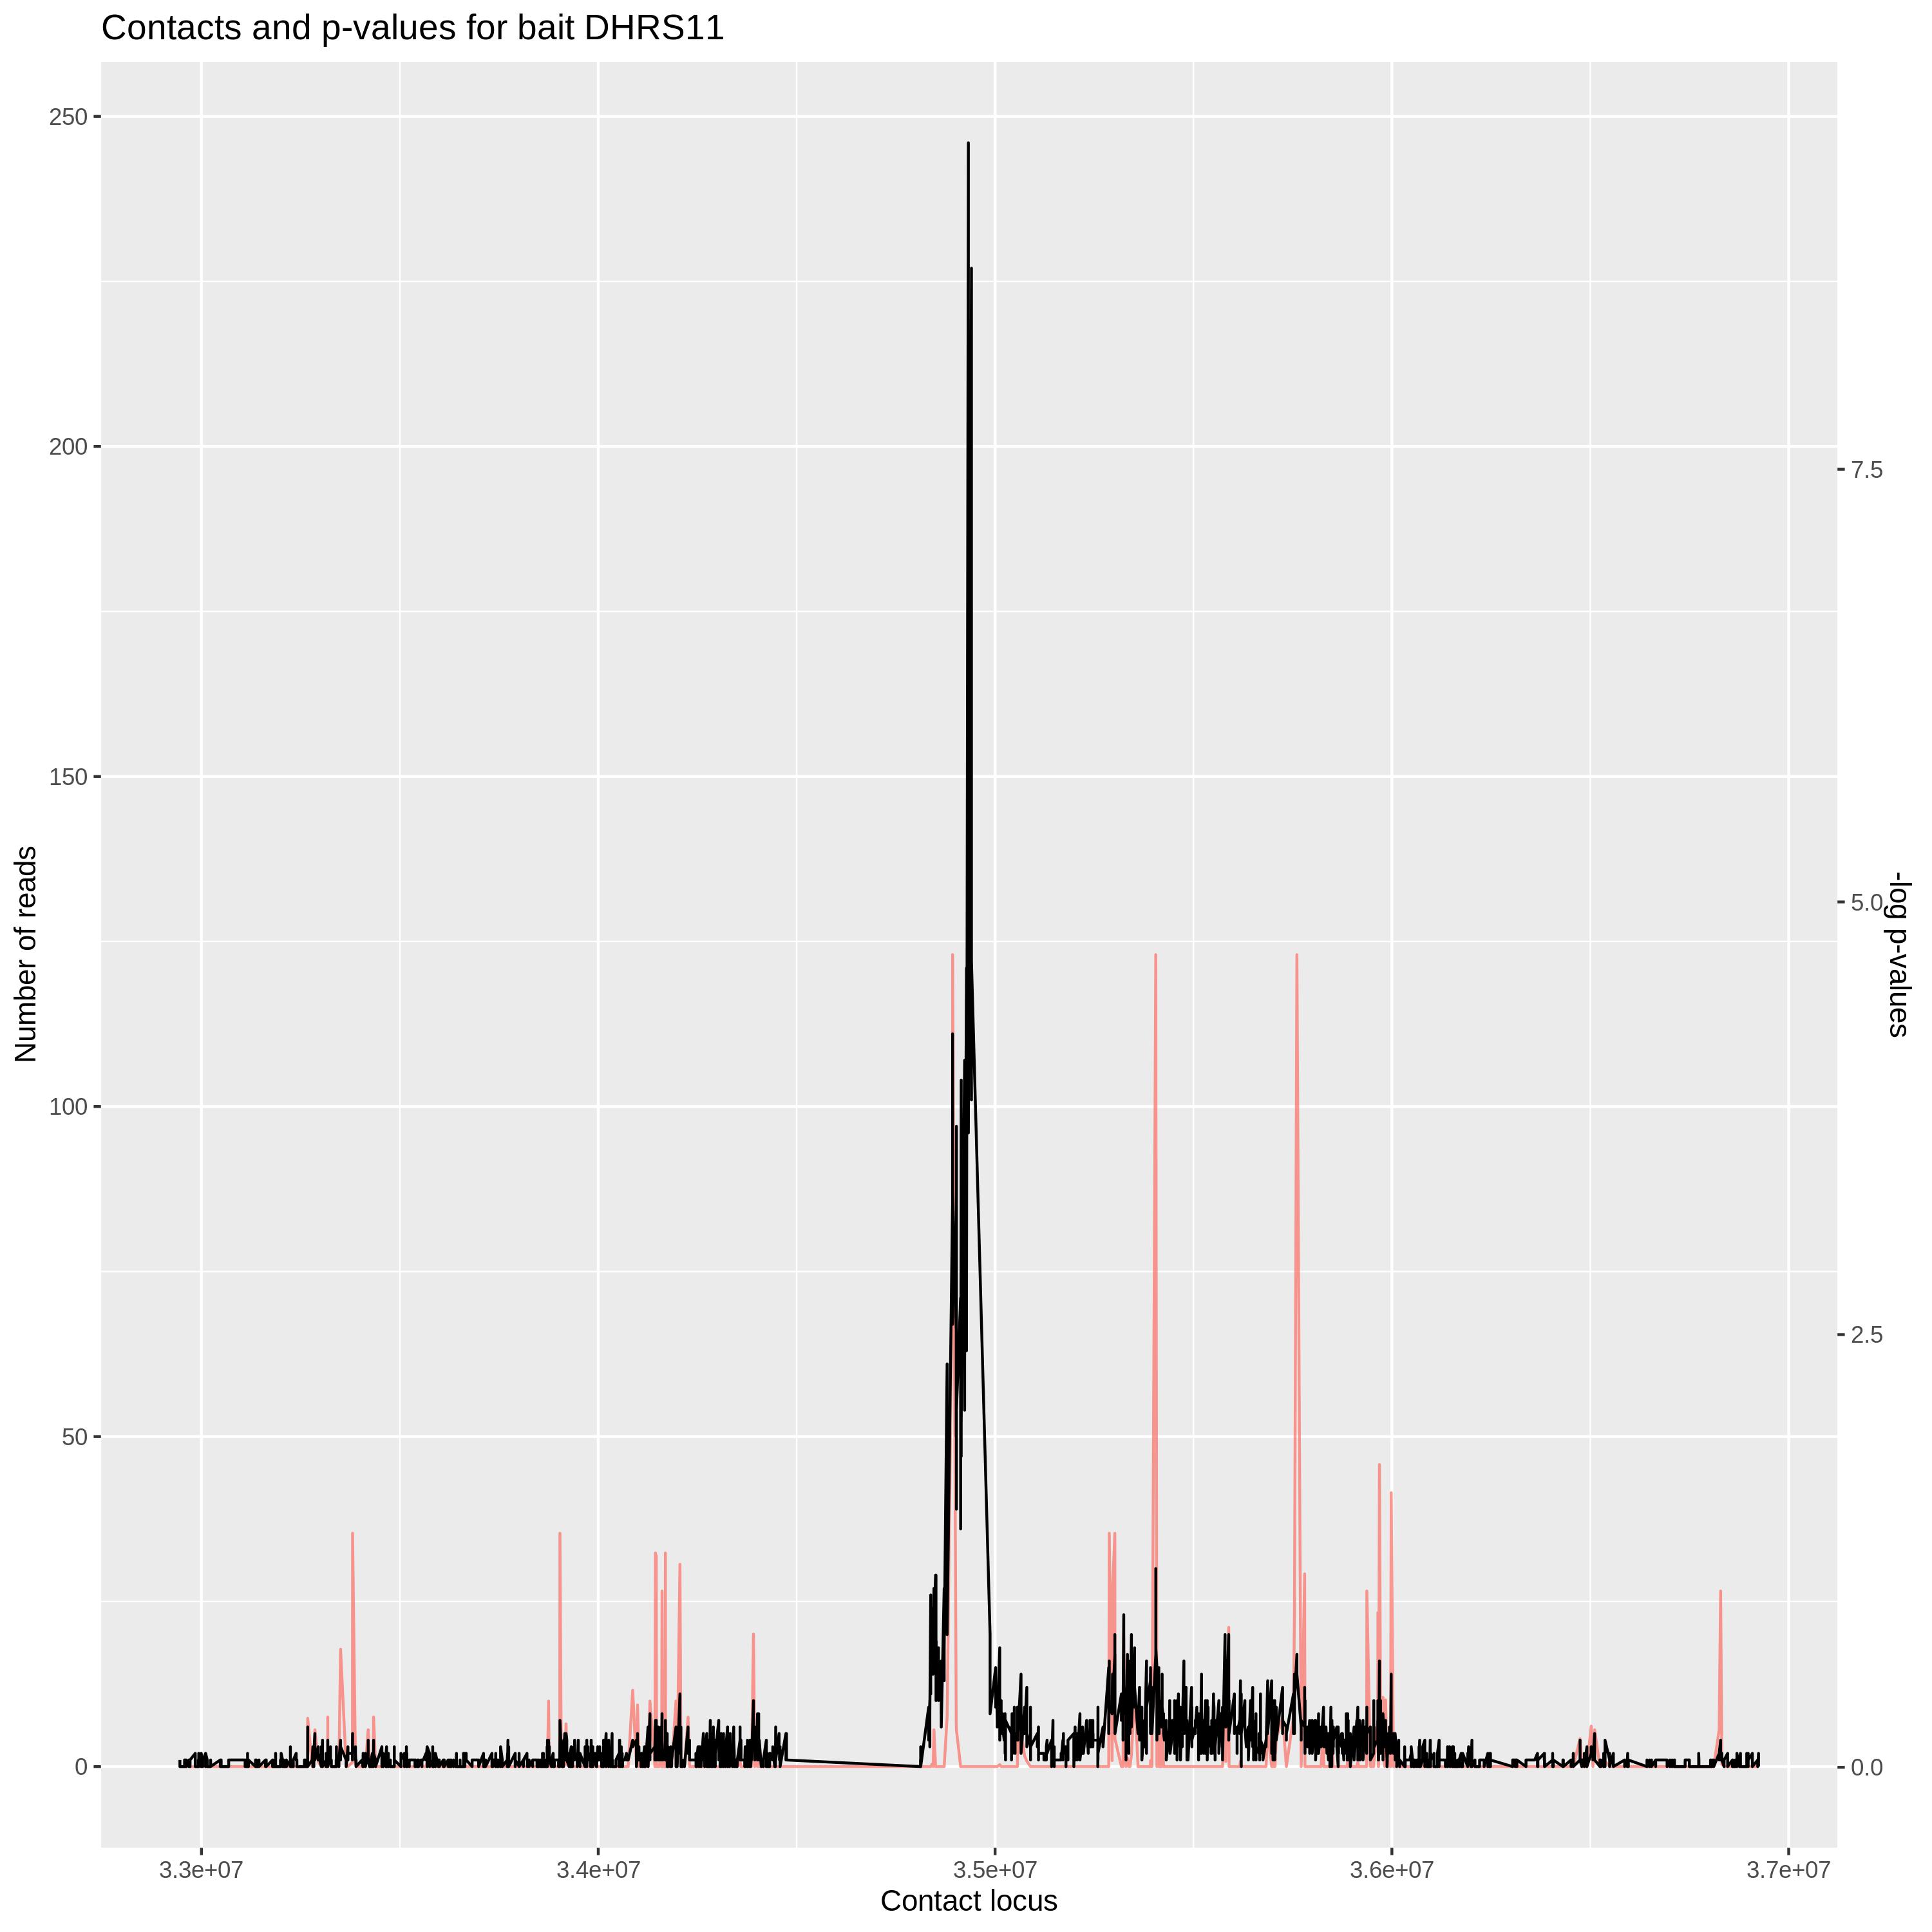 Contacts and p-values for bait DHRS11
250
200
150
100
50
0
Number of reads
7.5
5.0
2.5
0.0
-log p-values
3.3e+07
3.4e+07
3.5e+07
3.6e+07
3.7e+07
Contact locus